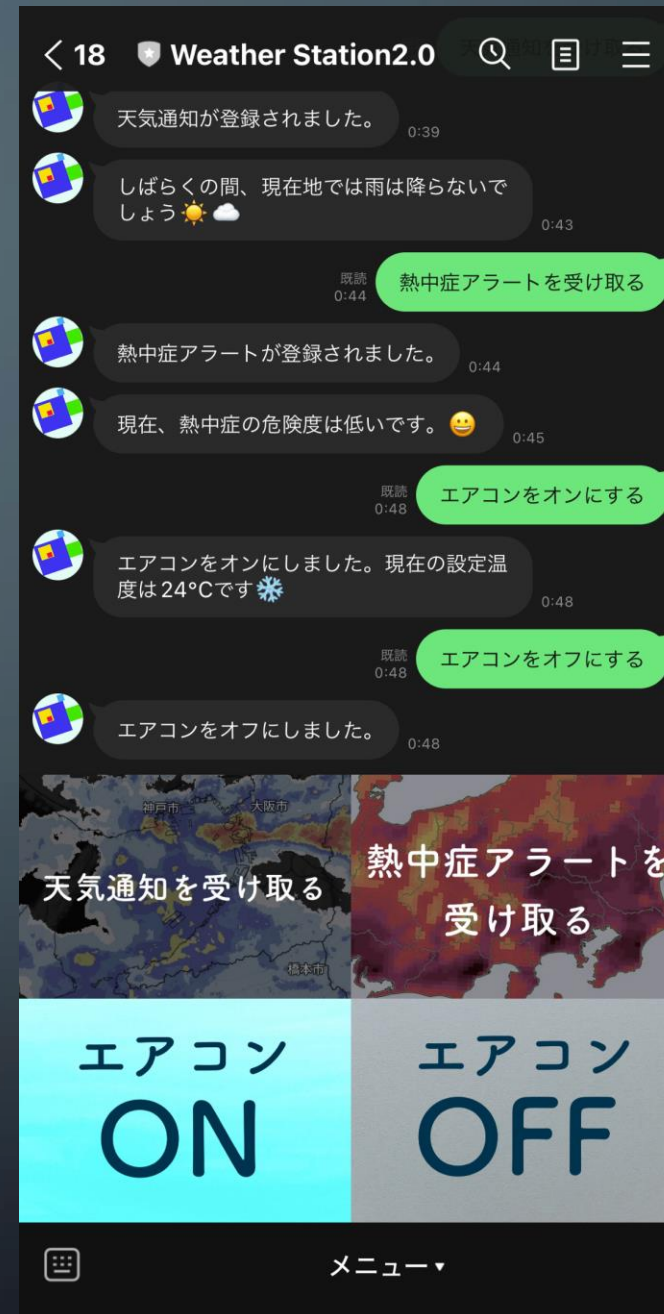 18
Weather Station2.0
天気通知が登録されました。
0:39
しばらくの間、現在地では雨は降らないで
しょう☀️☁️
0:43
既読
0:44
熱中症アラートを受け取る
熱中症アラートが登録されました。
0:44
現在、熱中症の危険度は低いです。😀
0:45
既読
0:48
エアコンをオンにする
エアコンをオンにしました。現在の設定温
度は24°Cです❄️
0:48
既読
0:48
エアコンをオフにする
エアコンをオフにしました。
0:48
神戸市
大阪市
天気通知を受け取る
橋本市
熱中症アラートを
受け取る
エアコン
ON
エアコン
OFF
メニュー▾